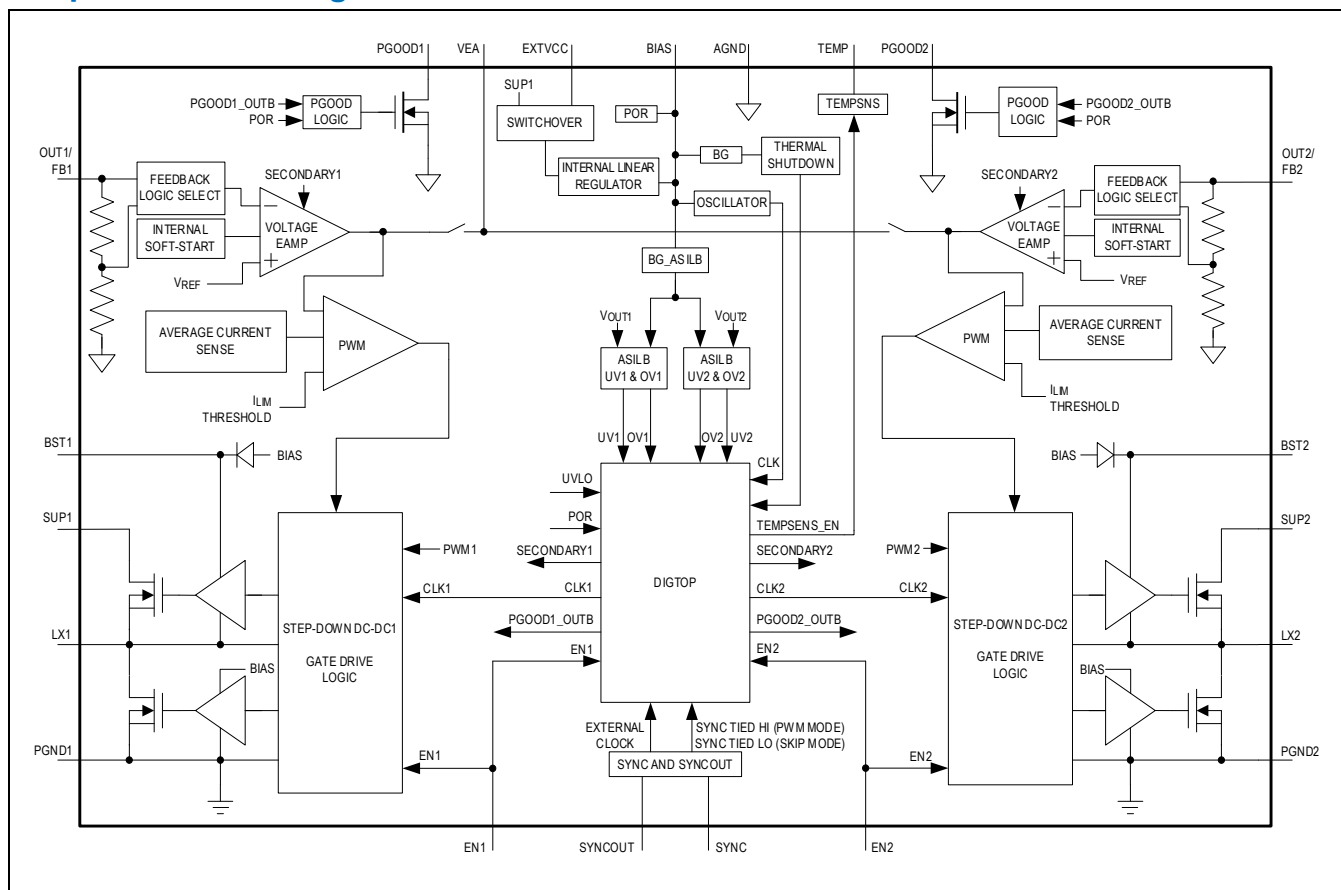 PGOOD1
VEA
EXTVCC
BIAS
AGND
TEMP
PGOOD2
SUP1
PGOOD1_OUTB
POR
PGOOD
LOGIC
SWITCHOVER
POR
TEMPSNS
PGOOD
LOGIC
PGOOD2_OUTB
POR
OUT1/
FB1
FEEDBACK
LOGIC SELECT
SECONDARY1
INTERNAL LINEAR
REGULATOR
BG
THERMAL
SHUTDOWN
OSCILLATOR
SECONDARY2
FEEDBACK
LOGIC SELECT
OUT2/
FB2
INTERNAL
SOFT-START
VOLTAGE
EAMP
−
+
VREF
BG_ASILB
VOLTAGE
EAMP
−
+
INTERNAL
SOFT-START
VREF
AVERAGE CURRENT
SENSE
PWM
ILIM
THRESHOLD
VOUT1
VOUT2
ASILB
UV1 & OV1
ASILB
UV2 & OV2
PWM
AVERAGE CURRENT
SENSE
ILIM
THRESHOLD
UV1
OV1
OV2
UV2
BST1
BIAS
BIAS
BST2
UVLO
CLK
SUP1
POR
TEMPSENS_EN
SUP2
PWM1
SECONDARY1
DIGTOP
SECONDARY2
PWM2
CLK1
CLK1
CLK2
CLK2
LX1
STEP-DOWN DC-DC1
GATE DRIVE
LOGIC
PGOOD1_OUTB
PGOOD2_OUTB
STEP-DOWN DC-DC2
GATE DRIVE
LOGIC
LX2
BIAS
EN1
EN2
BIAS
PGND1
EXTERNAL
CLOCK
SYNC TIED HI (PWM MODE)
SYNC TIED LO (SKIP MODE)
PGND2
EN1
SYNC AND SYNCOUT
EN2
EN1
SYNCOUT
SYNC
EN2